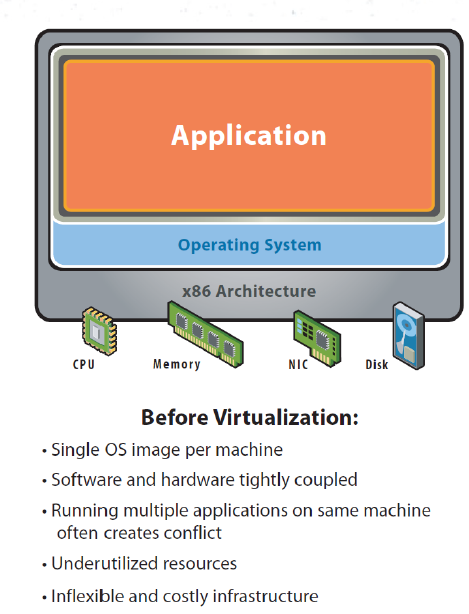 Application
Operating System
x86 Architecture
CPU
Memory
NIC
Disk
Before Virtualization:
• Single OS image per machine
• Software and hardware tightly coupled
• Running multiple applications on same machine
often creates conflict
• Underutilized resources
• Inflexible and costly infrastructure